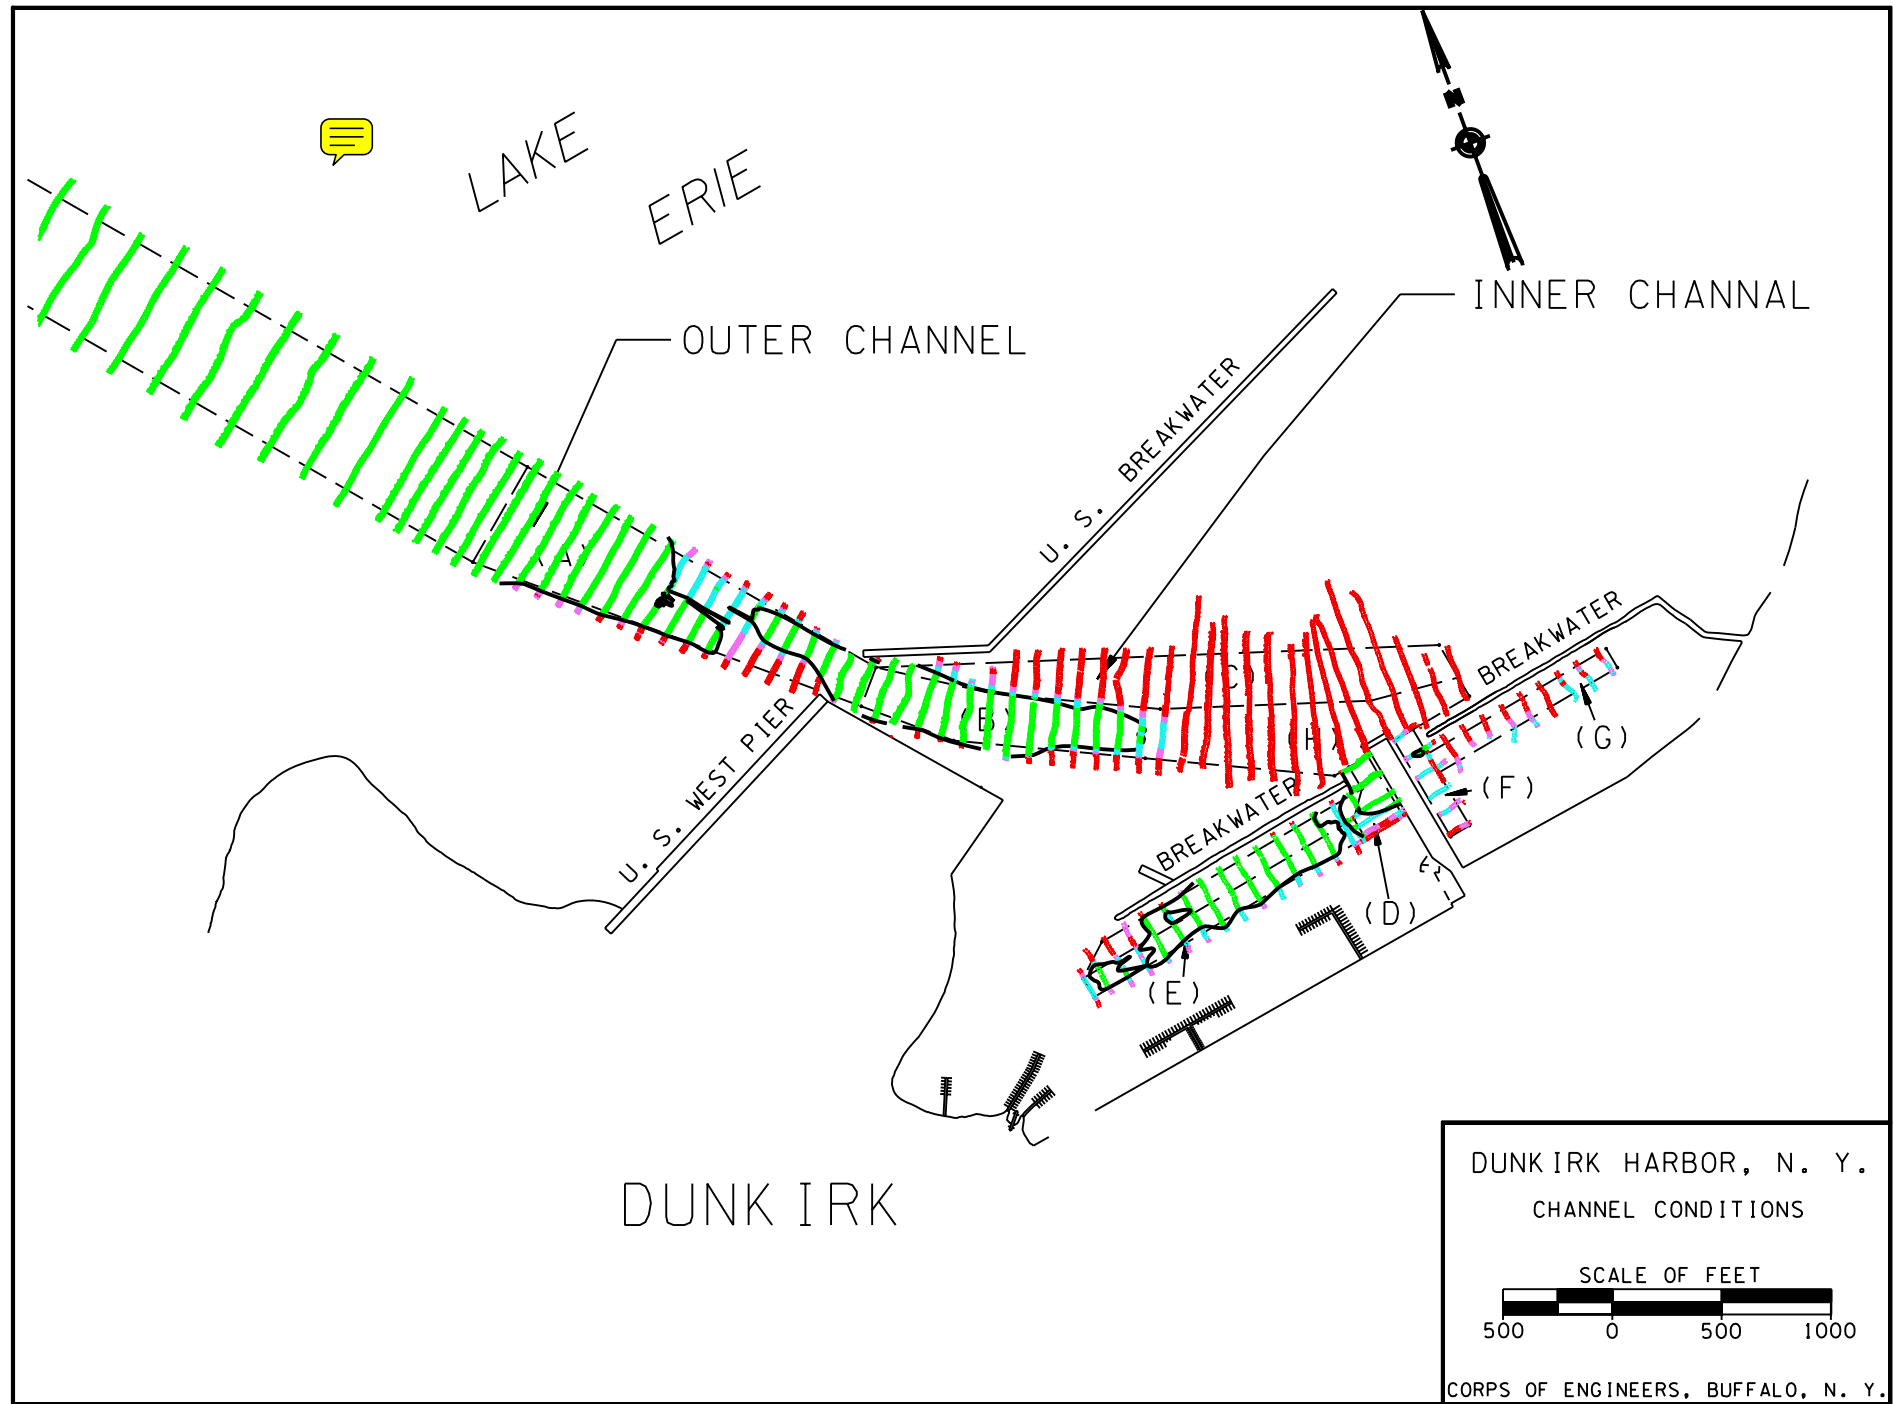 LAKE
ERIE
N
INNER CHANNAL
OUTER CHANNEL
U. S. BREAKWATER
(A)
(B)
(C)
(H)
BREAKWATER
(G)
(F)
BREAKWATER
(D)
(E)
U. S. WEST PIER
DUNKIRK
DUNKIRK HARBOR, N. Y.
CHANNEL CONDITIONS
SCALE OF FEET
500 0 500 1000
CORPS OF ENGINEERS, BUFFALO, N. Y.